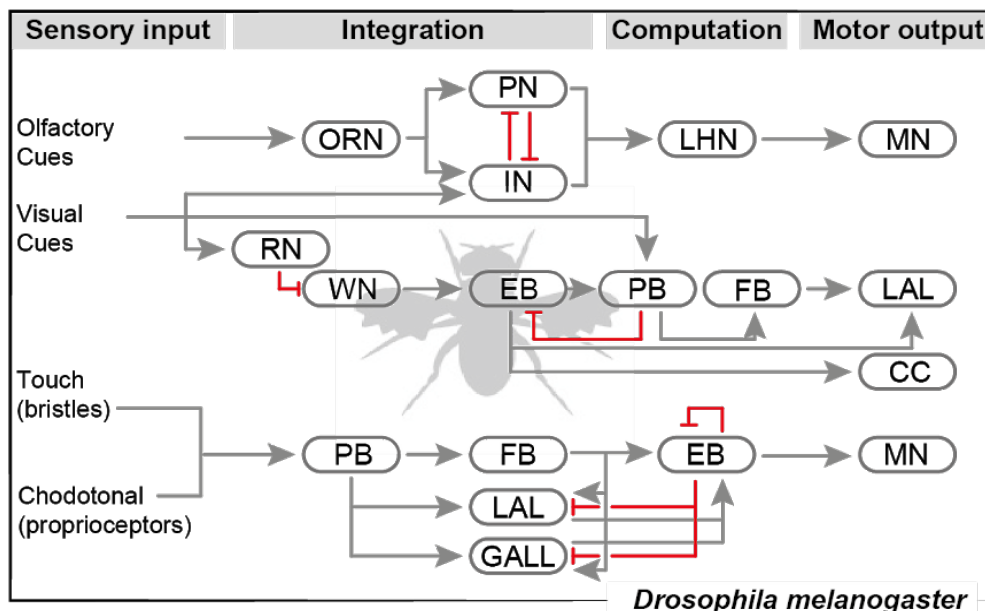 Sensory input Integration Computation Motor output
Olfactory
Cues
ORN
PN
IN
LHN
MN
Visual
Cues
RN
WN
EB
PB
FB
LAL
CC
Touch
(bristles)
Chodotonal
(proprioceptors)
PB
FB
EB
MN
LAL
GALL
Drosophila melanogaster